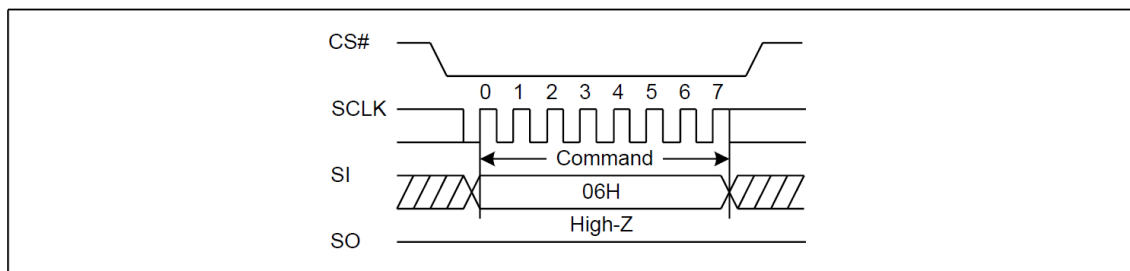 CS#
0 1 2 3 4 5 6 7
SCLK
Command
SI
06H
High-Z
SO